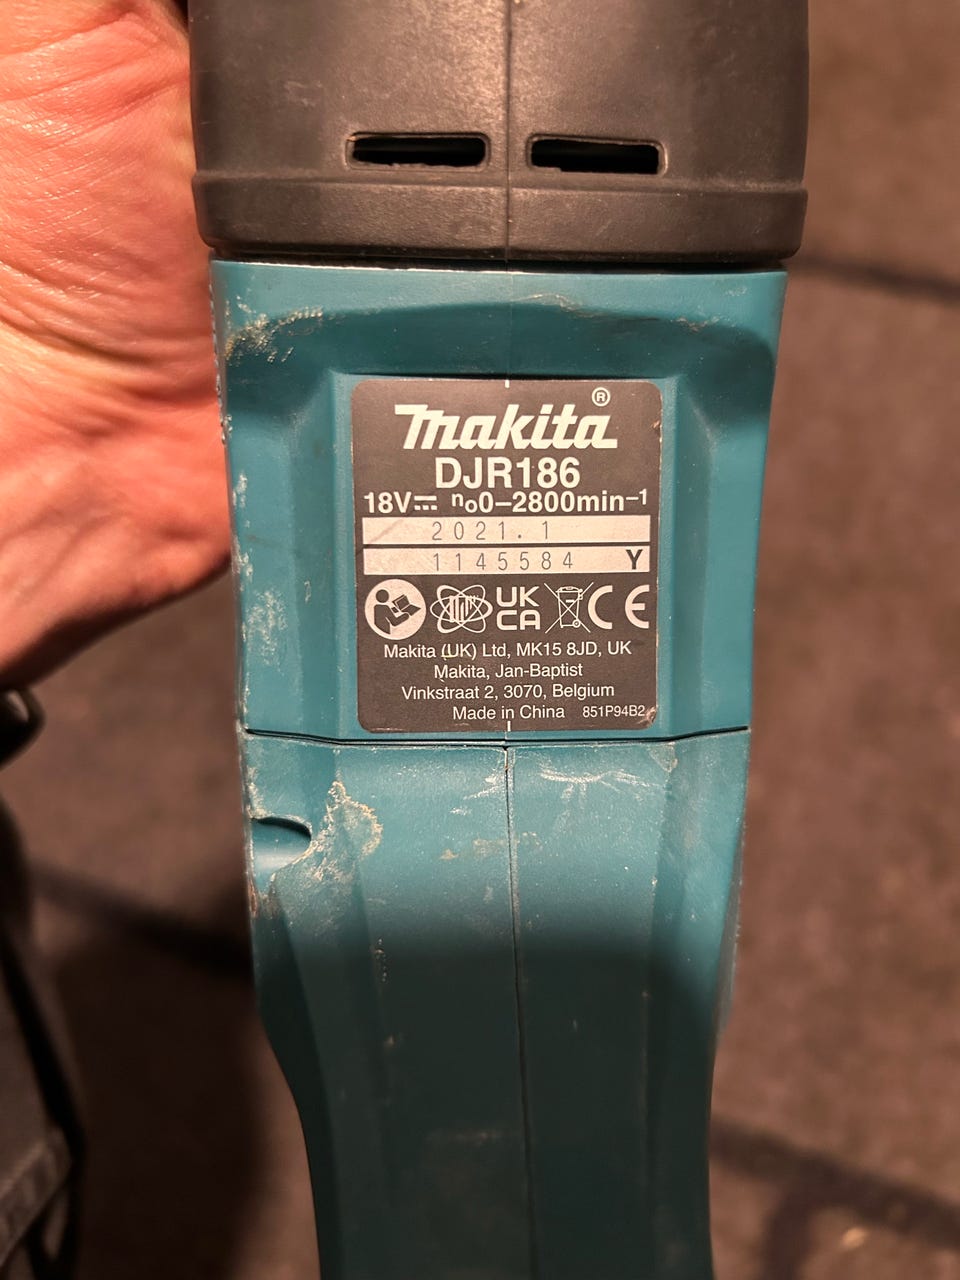 makita®
DJR186
18V⎓ n₀0–2800min⁻¹
2021.1
1145584 Y
UK
CA CE
Makita (UK) Ltd, MK15 8JD, UK
Makita, Jan-Baptist
Vinkstraat 2, 3070, Belgium
Made in China 851P94B2